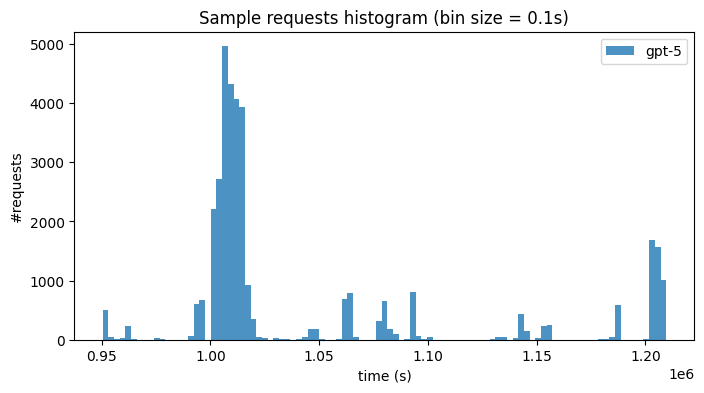 Sample requests histogram (bin size = 0.1s)
gpt-5
#requests
5000
4000
3000
2000
1000
0
0.95 1.00 1.05 1.10 1.15 1.20
1e6
time (s)